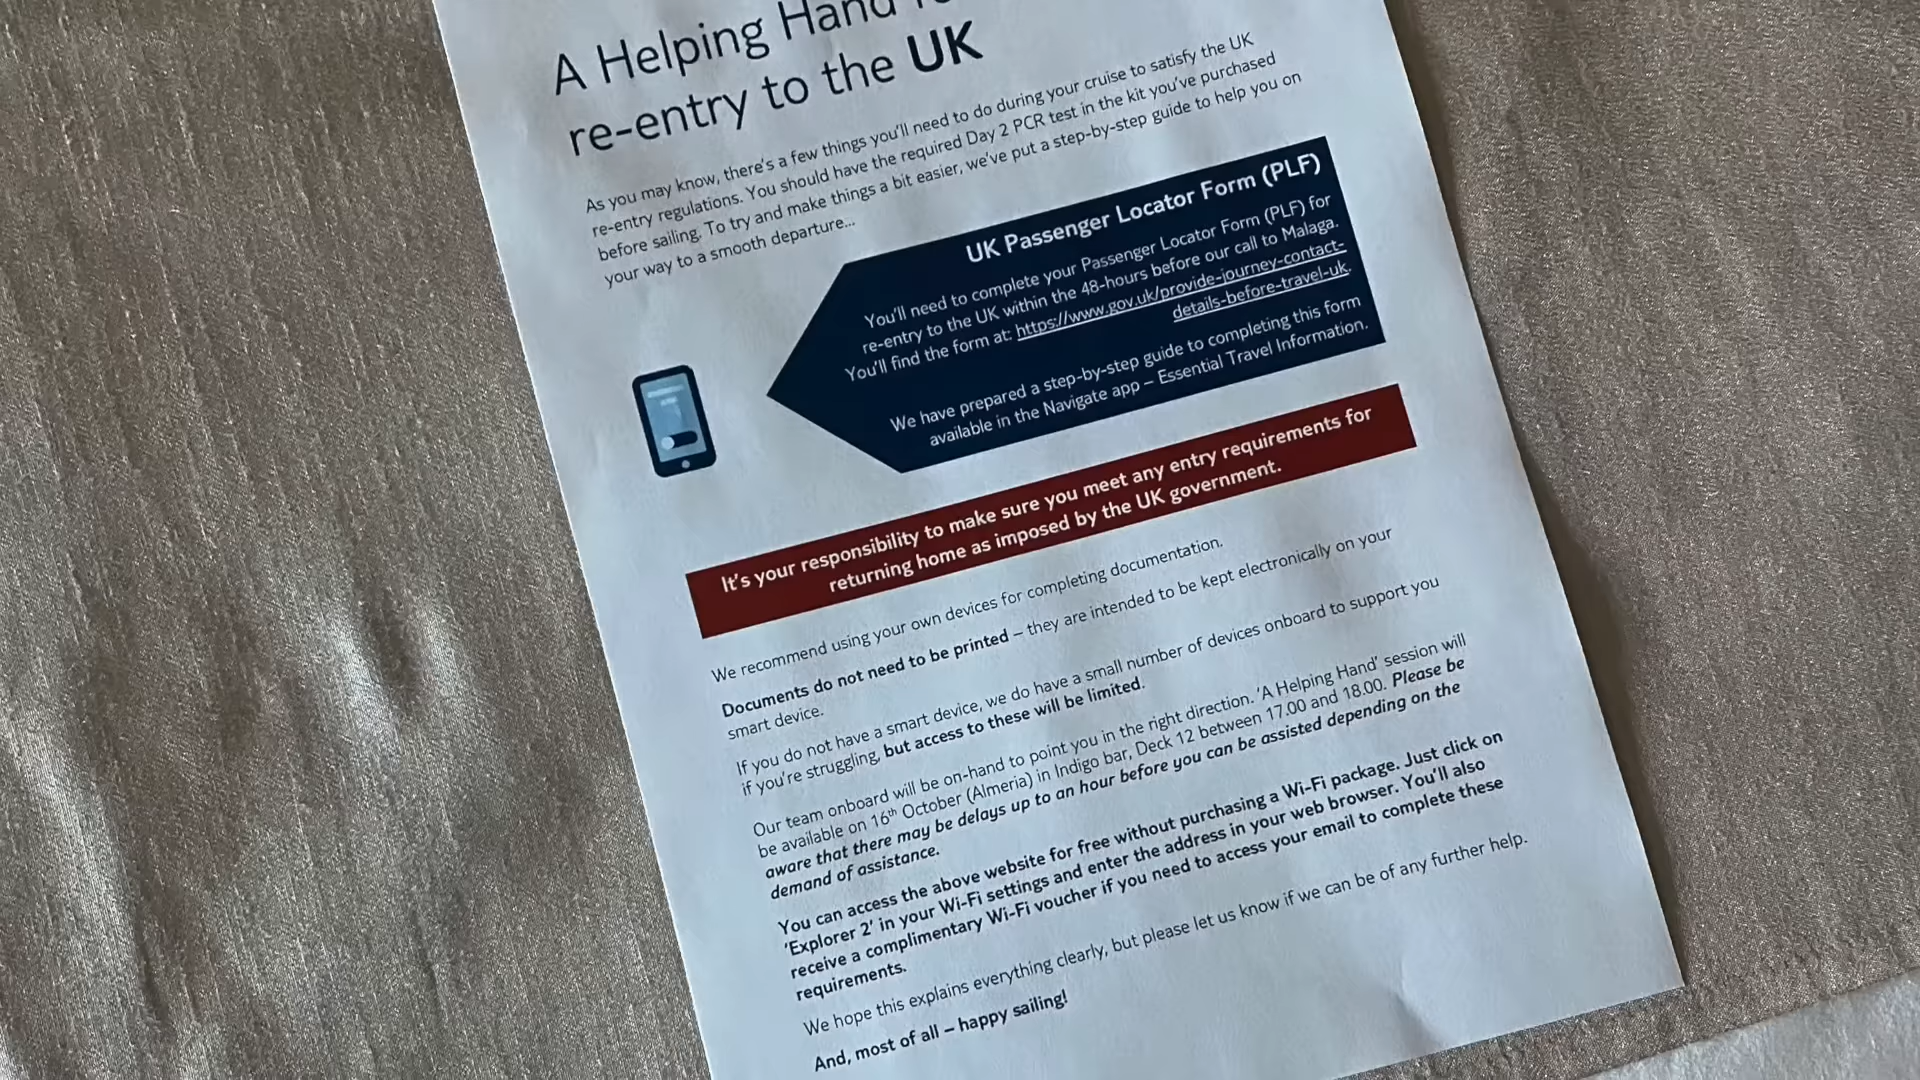 A Helping Hand
re-entry to the UK
As you may know, there's a few things you'll need to do during your cruise to satisfy the UK
re-entry regulations. You should have the required Day 2 PCR test in the kit you've purchased
before sailing. To try and make things a bit easier, we've put a step-by-step guide to help you on
your way to a smooth departure...
UK Passenger Locator Form (PLF)
You'll need to complete your Passenger Locator Form (PLF) for
re-entry to the UK within the 48-hours before our call to Malaga.
You'll find the form at: https://www.gov.uk/provide-journey-contact-
details-before-travel-uk.
We have prepared a step-by-step guide to completing this form
available in the Navigate app – Essential Travel Information.
It's your responsibility to make sure you meet any entry requirements for
returning home as imposed by the UK government.
We recommend using your own devices for completing documentation.
Documents do not need to be printed – they are intended to be kept electronically on your
smart device.
If you do not have a smart device, we do have a small number of devices onboard to support you
if you're struggling, but access to these will be limited.
Our team onboard will be on-hand to point you in the right direction. 'A Helping Hand' session will
be available on 16th October (Almeria) in Indigo bar, Deck 12 between 17.00 and 18.00. Please be
aware that there may be delays up to an hour before you can be assisted depending on the
demand of assistance.
You can access the above website for free without purchasing a Wi-Fi package. Just click on
'Explorer 2' in your Wi-Fi settings and enter the address in your web browser. You'll also
receive a complimentary Wi-Fi voucher if you need to access your email to complete these
requirements.
We hope this explains everything clearly, but please let us know if we can be of any further help.
And, most of all – happy sailing!